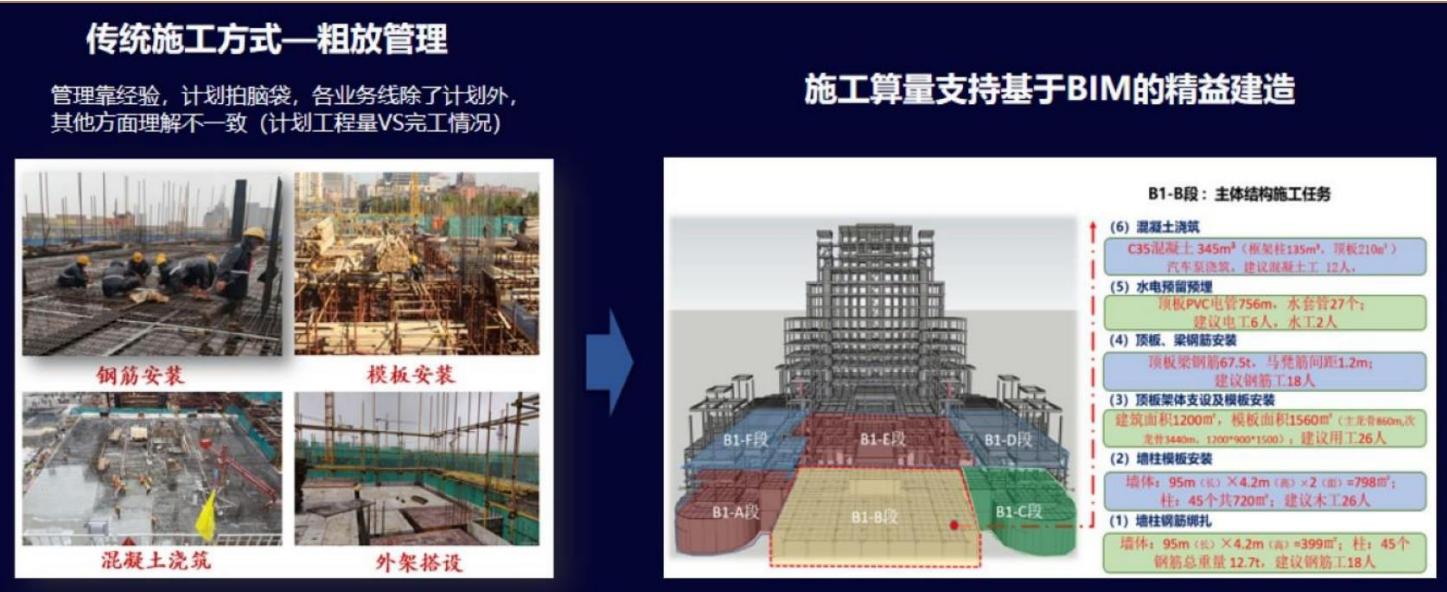 传统施工方式—粗放管理
管理靠经验，计划拍脑袋，各业务线除了计划外，
其他方面理解不一致（计划工程量VS完工情况）
钢筋安装
模板安装
混凝土浇筑
外架搭设
施工算量支持基于BIM的精益建造
B1-F段
B1-E段
B1-D段
B1-A段
B1-B段
B1-C段
B1-B段：主体结构施工任务
（6）混凝土浇筑
C35混凝土 345m³（框架柱135m³，顶板210m³）
汽车泵浇筑，建议混凝土工 12人，
（5）水电预留预埋
顶板PVC电管756m，水套管27个；
建议电工6人，水工2人
（4）顶板、梁钢筋安装
顶板梁钢筋67.5t，马凳筋间距1.2m；
建议钢筋工18人
（3）顶板架体支设及模板安装
建筑面积1200㎡，模板面积1560㎡（主龙骨860m,次
龙骨3440m，1200*900*1500）；建议用工26人
（2）墙柱模板安装
墙体：95m（长）×4.2m（高）×2（面）=798㎡；
柱：45个共720㎡；建议木工26人
（1）墙柱钢筋绑扎
墙体：95m（长）×4.2m（高）=399㎡；柱：45个
钢筋总重量 12.7t，建议钢筋工18人